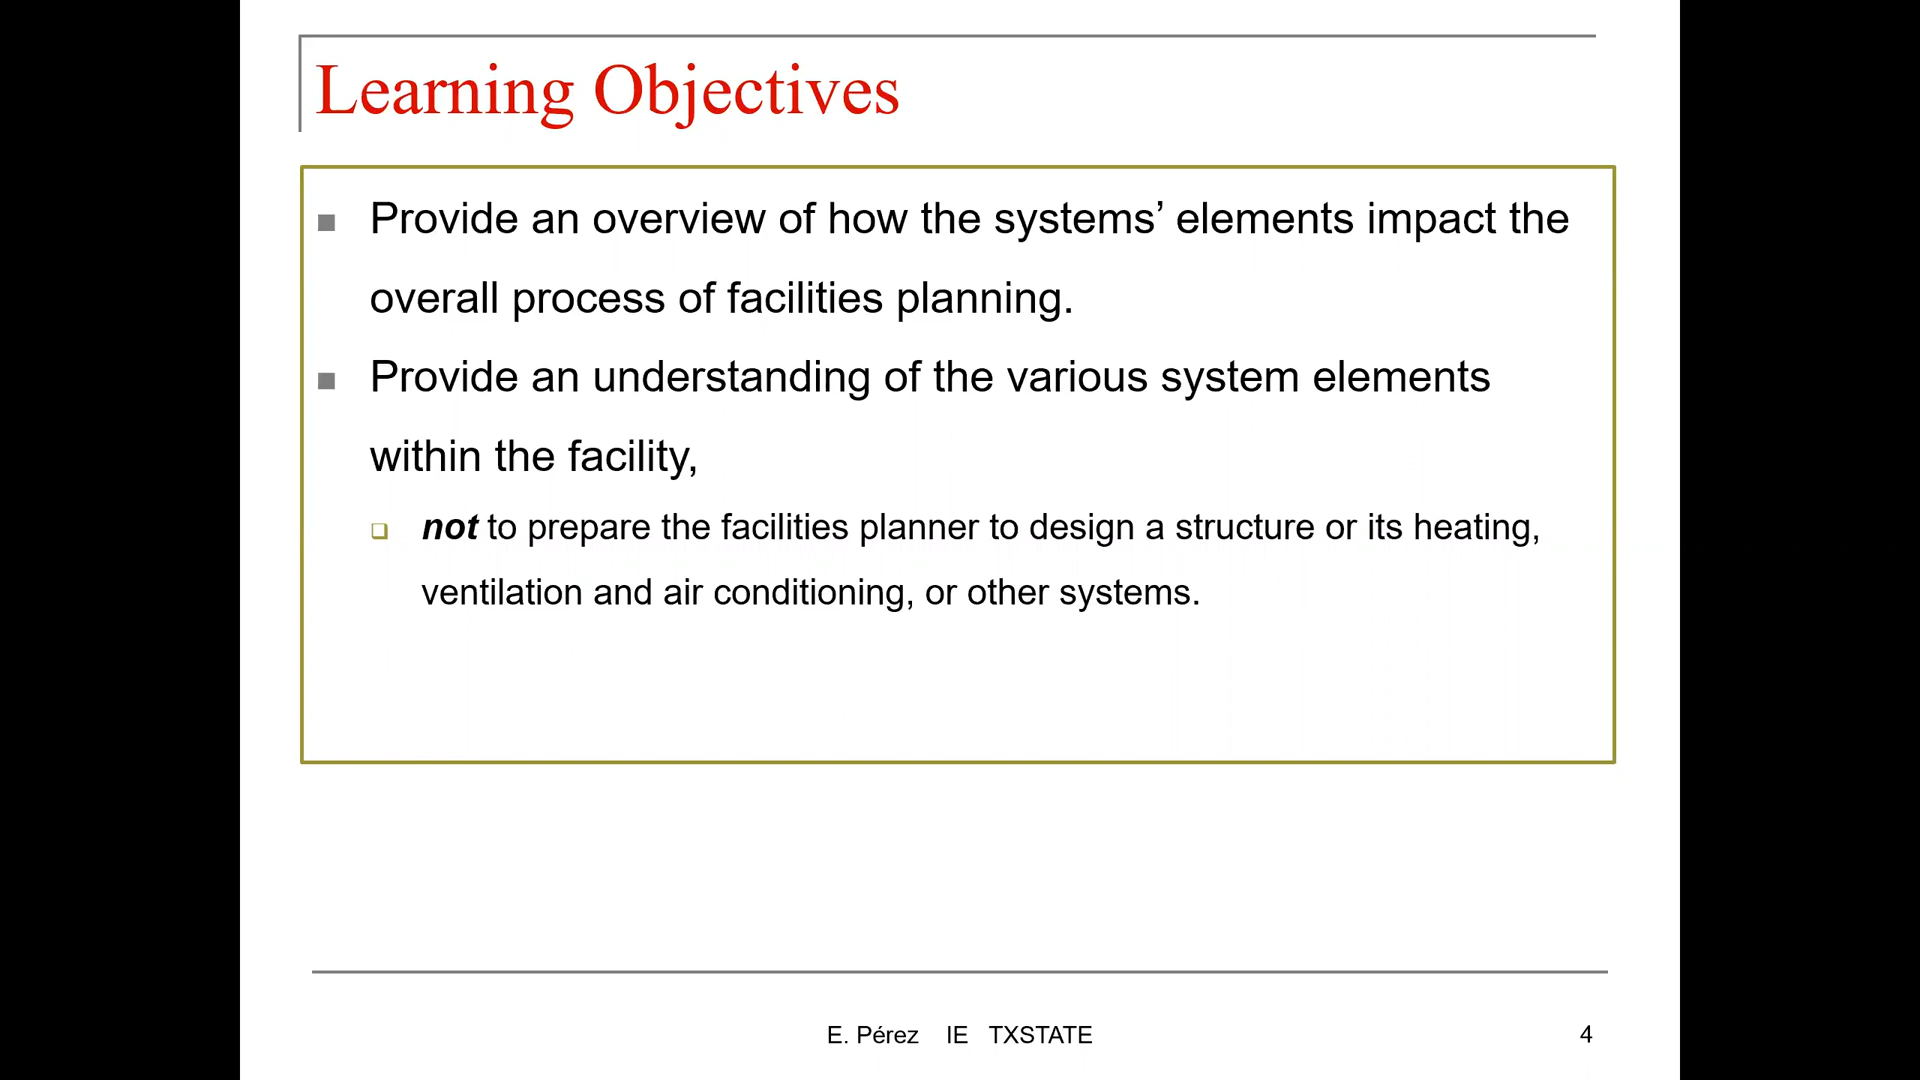 Learning Objectives
Provide an overview of how the systems’ elements impact the
overall process of facilities planning.
Provide an understanding of the various system elements
within the facility,
not to prepare the facilities planner to design a structure or its heating,
ventilation and air conditioning, or other systems.
E. Pérez IE TXSTATE
4